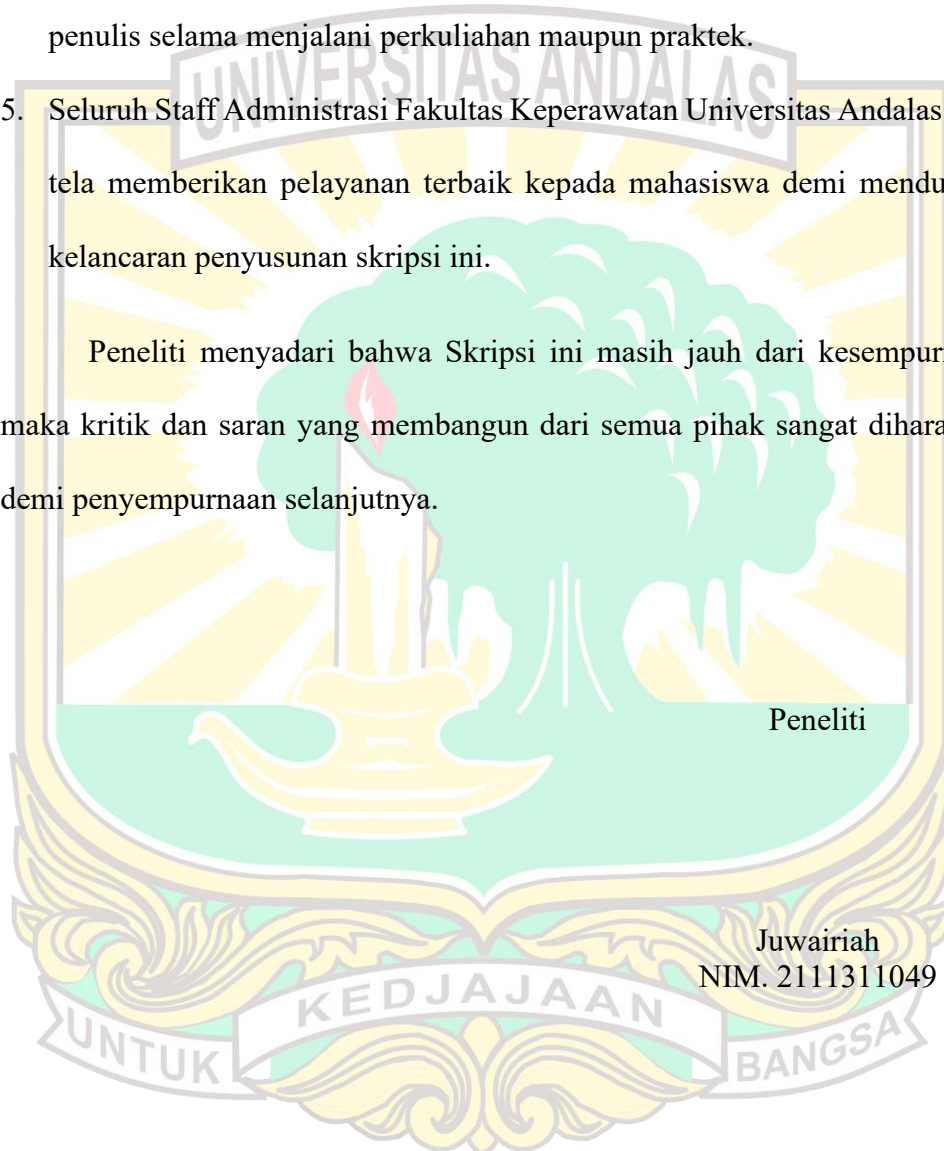 penulis selama menjalani perkuliahan maupun praktek.
UNIVERSITAS ANDALAS
5. Seluruh Staff Administrasi Fakultas Keperawatan Universitas Andalas
tela memberikan pelayanan terbaik kepada mahasiswa demi mendu
kelancaran penyusunan skripsi ini.
Peneliti menyadari bahwa Skripsi ini masih jauh dari kesempur
maka kritik dan saran yang membangun dari semua pihak sangat dihara
demi penyempurnaan selanjutnya.
Peneliti
Juwairiah
NIM. 2111311049
UNTUK KEDJAJAAN BANGSA